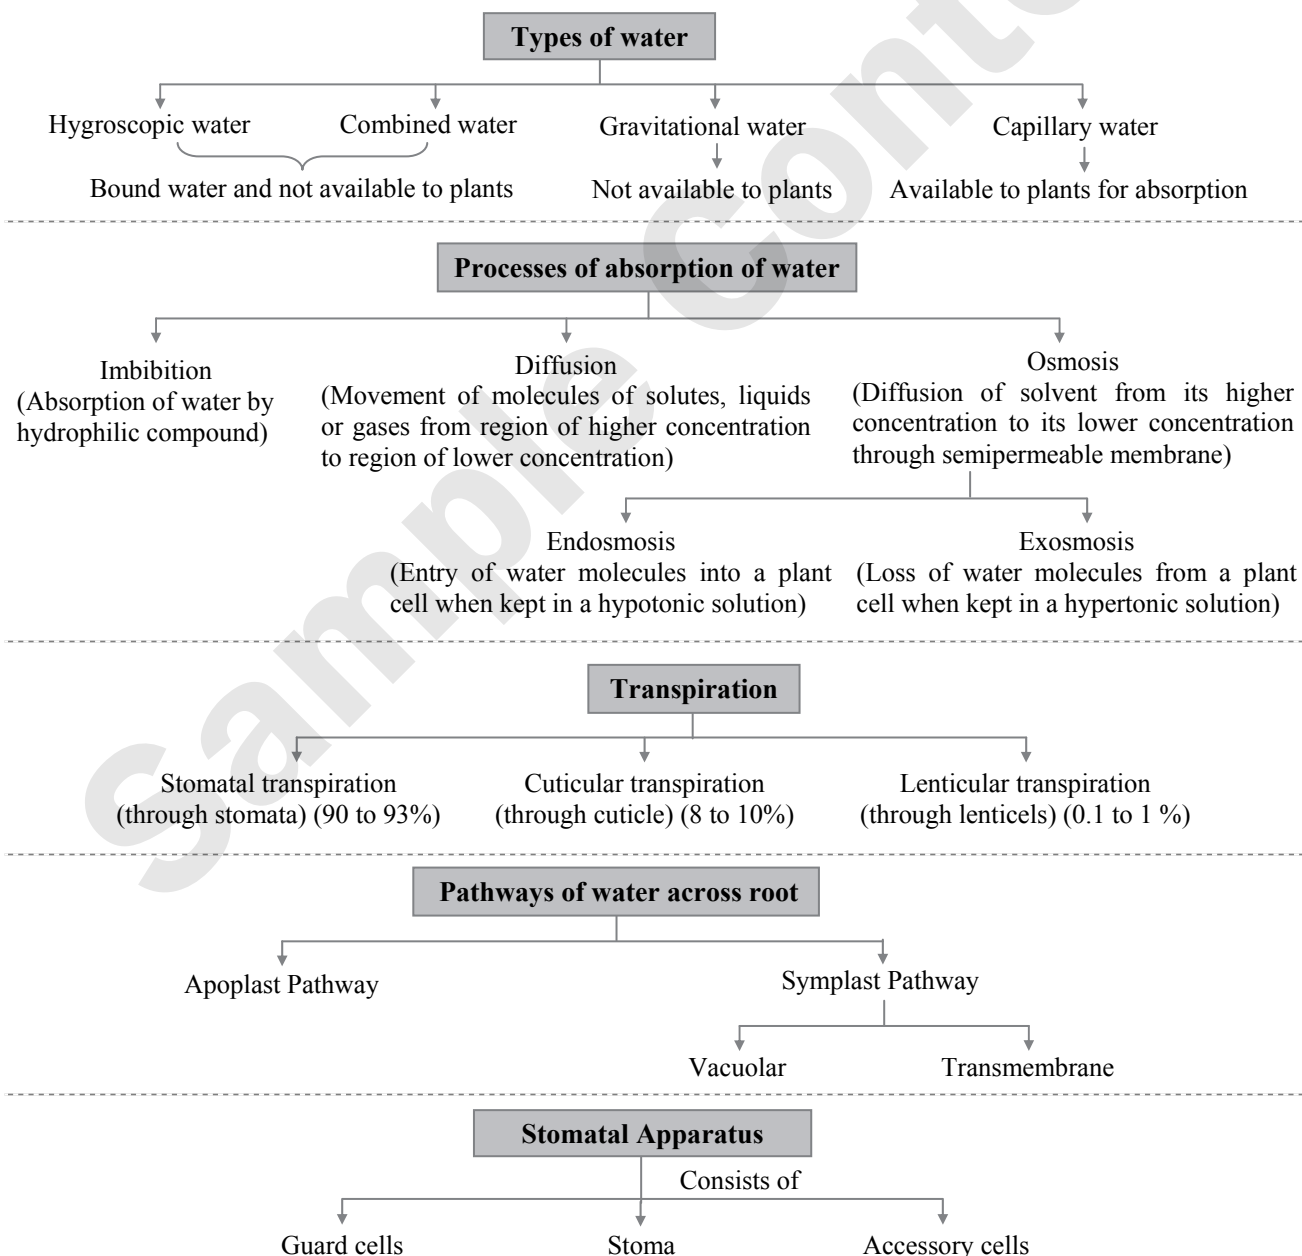 Types of water
Hygroscopic water Combined water Gravitational water Capillary water
Bound water and not available to plants Not available to plants Available to plants for absorption
Processes of absorption of water
Imbibition
(Absorption of water by
hydrophilic compound)
Diffusion
(Movement of molecules of solutes, liquids
or gases from region of higher concentration
to region of lower concentration)
Osmosis
(Diffusion of solvent from its higher
concentration to its lower concentration
through semipermeable membrane)
Endosmosis
(Entry of water molecules into a plant
cell when kept in a hypotonic solution)
Exosmosis
(Loss of water molecules from a plant
cell when kept in a hypertonic solution)
Transpiration
Stomatal transpiration
(through stomata) (90 to 93%)
Cuticular transpiration
(through cuticle) (8 to 10%)
Lenticular transpiration
(through lenticels) (0.1 to 1 %)
Pathways of water across root
Apoplast Pathway Symplast Pathway
Vacuolar Transmembrane
Stomatal Apparatus
Consists of
Guard cells Stoma Accessory cells
Sample